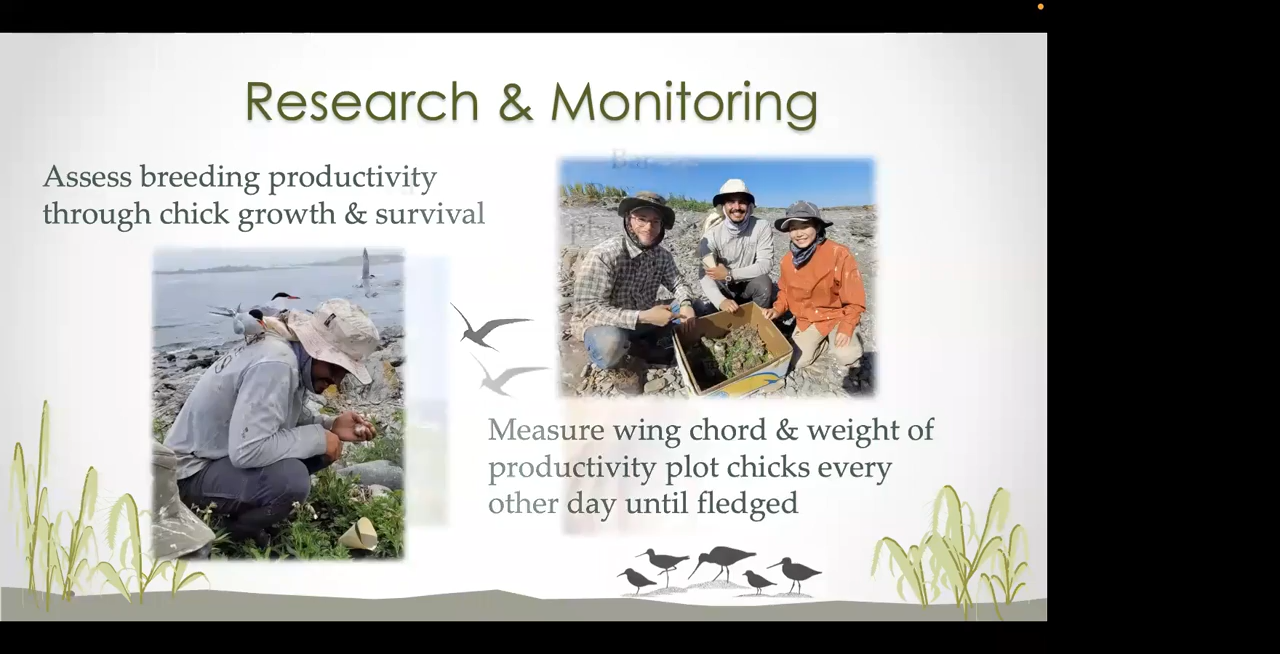 Research & Monitoring
Assess breeding productivity
through chick growth & survival
Measure wing chord & weight of
productivity plot chicks every
other day until fledged